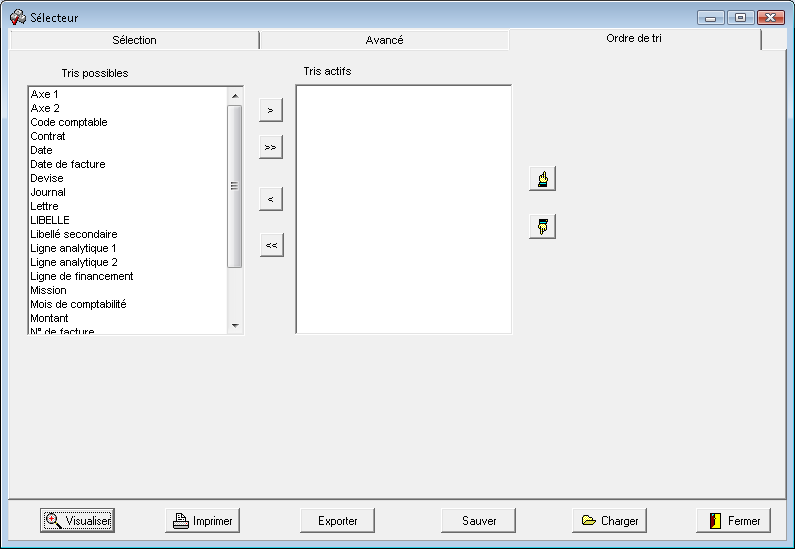 Sélecteur
Sélection
Avancé
Ordre de tri
Tris possibles
Tris actifs
Axe 1
Axe 2
Code comptable
Contrat
Date
Date de facture
Devise
Journal
Lettre
LIBELLE
Libellé secondaire
Ligne analytique 1
Ligne analytique 2
Ligne de financement
Mission
Mois de comptabilité
Montant
N° de facture
>
>>
<
<<
Visualiser
Imprimer
Exporter
Sauver
Charger
Fermer